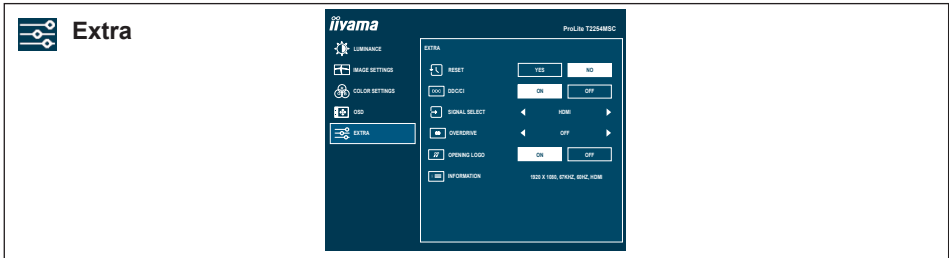 Extra
iiyama
ProLite T2254MSC
LUMINANCE
IMAGE SETTINGS
COLOR SETTINGS
OSD
EXTRA
EXTRA
RESET YES NO
DDC DDC/CI ON OFF
SIGNAL SELECT HDMI
OVERDRIVE OFF
OPENING LOGO ON OFF
INFORMATION 1920 X 1080, 67KHZ, 60HZ, HDMI